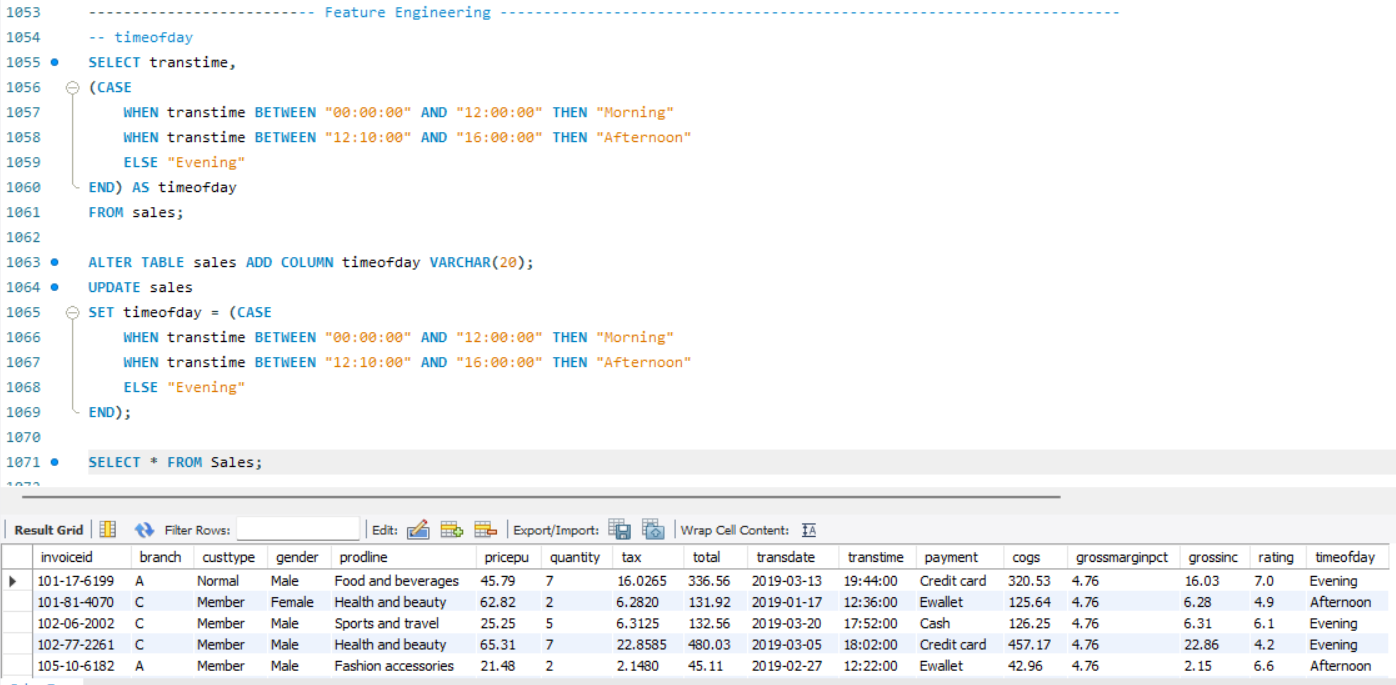 1053 -------------------------- Feature Engineering -----------------------------------------------------------------------
1054 -- timeofday
1055 SELECT transtime,
1056 (CASE
1057 WHEN transtime BETWEEN "00:00:00" AND "12:00:00" THEN "Morning"
1058 WHEN transtime BETWEEN "12:10:00" AND "16:00:00" THEN "Afternoon"
1059 ELSE "Evening"
1060 END) AS timeofday
1061 FROM sales;
1062
1063 ALTER TABLE sales ADD COLUMN timeofday VARCHAR(20);
1064 UPDATE sales
1065 SET timeofday = (CASE
1066 WHEN transtime BETWEEN "00:00:00" AND "12:00:00" THEN "Morning"
1067 WHEN transtime BETWEEN "12:10:00" AND "16:00:00" THEN "Afternoon"
1068 ELSE "Evening"
1069 END);
1070
1071 SELECT * FROM Sales;
Result Grid Filter Rows: Edit: Export/Import: Wrap Cell Content: IA
invoiceid branch custtype gender prodline pricepu quantity tax total transdate transtime payment cogs grossmarginpct grossinc rating timeofday
101-17-6199 A Normal Male Food and beverages 45.79 7 16.0265 336.56 2019-03-13 19:44:00 Credit card 320.53 4.76 16.03 7.0 Evening
101-81-4070 C Member Female Health and beauty 62.82 2 6.2820 131.92 2019-01-17 12:36:00 Ewallet 125.64 4.76 6.28 4.9 Afternoon
102-06-2002 C Member Male Sports and travel 25.25 5 6.3125 132.56 2019-03-20 17:52:00 Cash 126.25 4.76 6.31 6.1 Evening
102-77-2261 C Member Male Health and beauty 65.31 7 22.8585 480.03 2019-03-05 18:02:00 Credit card 457.17 4.76 22.86 4.2 Evening
105-10-6182 A Member Male Fashion accessories 21.48 2 2.1480 45.11 2019-02-27 12:22:00 Ewallet 42.96 4.76 2.15 6.6 Afternoon